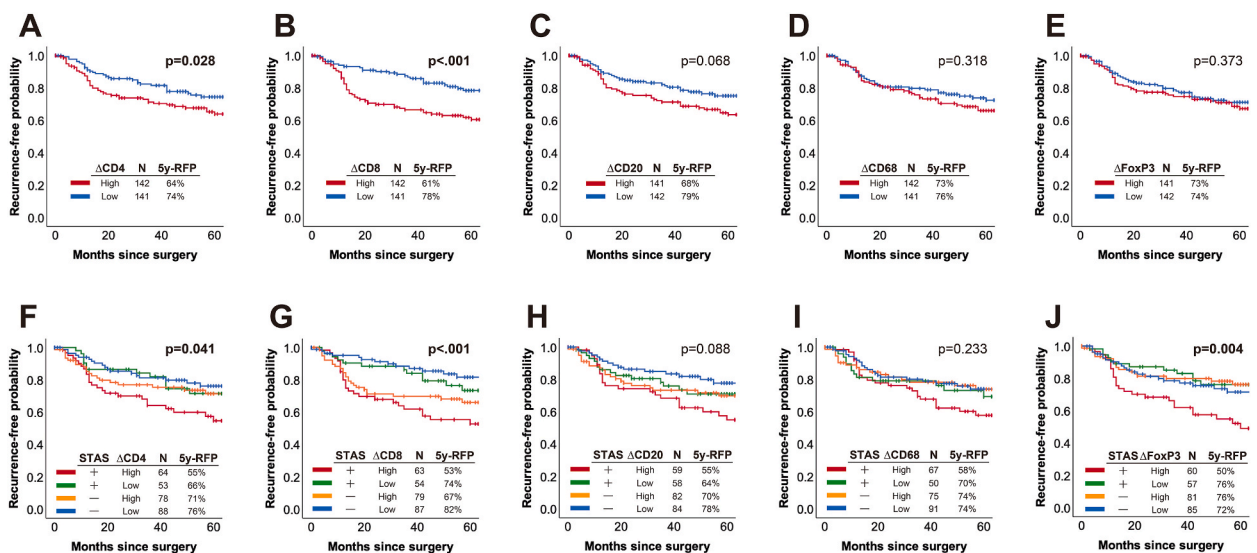 A
Recurrence-free probability
1.0
0.8
0.6
0.4
0.2
0.0
p=0.028
ΔCD4 N 5y-RFP
High 142 64%
Low 141 74%
0 20 40 60
Months since surgery
B
Recurrence-free probability
1.0
0.8
0.6
0.4
0.2
0.0
p<.001
ΔCD8 N 5y-RFP
High 142 61%
Low 141 78%
0 20 40 60
Months since surgery
C
Recurrence-free probability
1.0
0.8
0.6
0.4
0.2
0.0
p=0.068
ΔCD20 N 5y-RFP
High 141 68%
Low 142 79%
0 20 40 60
Months since surgery
D
Recurrence-free probability
1.0
0.8
0.6
0.4
0.2
0.0
p=0.318
ΔCD68 N 5y-RFP
High 142 73%
Low 141 76%
0 20 40 60
Months since surgery
E
Recurrence-free probability
1.0
0.8
0.6
0.4
0.2
0.0
p=0.373
ΔFoxP3 N 5y-RFP
High 141 73%
Low 142 74%
0 20 40 60
Months since surgery
F
Recurrence-free probability
1.0
0.8
0.6
0.4
0.2
0.0
p=0.041
STAS ΔCD4 N 5y-RFP
+ High 64 55%
+ Low 53 66%
− High 78 71%
− Low 88 76%
0 20 40 60
Months since surgery
G
Recurrence-free probability
1.0
0.8
0.6
0.4
0.2
0.0
p<.001
STAS ΔCD8 N 5y-RFP
+ High 63 53%
+ Low 54 74%
− High 79 67%
− Low 87 82%
0 20 40 60
Months since surgery
H
Recurrence-free probability
1.0
0.8
0.6
0.4
0.2
0.0
p=0.088
STAS ΔCD20 N 5y-RFP
+ High 59 55%
+ Low 58 64%
− High 82 70%
− Low 84 78%
0 20 40 60
Months since surgery
I
Recurrence-free probability
1.0
0.8
0.6
0.4
0.2
0.0
p=0.233
STAS ΔCD68 N 5y-RFP
+ High 67 58%
+ Low 50 70%
− High 75 74%
− Low 91 74%
0 20 40 60
Months since surgery
J
Recurrence-free probability
1.0
0.8
0.6
0.4
0.2
0.0
p=0.004
STAS ΔFoxP3 N 5y-RFP
+ High 60 50%
+ Low 57 76%
− High 81 76%
− Low 85 72%
0 20 40 60
Months since surgery